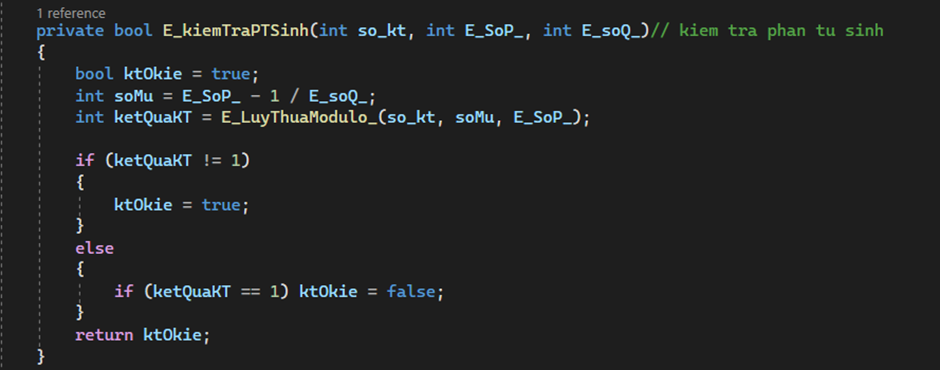 1 reference
private bool E_kiemTraPTSinh(int so_kt, int E_SoP_, int E_soQ_)// kiem tra phan tu sinh
{
bool ktOkie = true;
int soMu = E_SoP_ - 1 / E_soQ_;
int ketQuaKT = E_LuyThuaModulo_(so_kt, soMu, E_SoP_);
if (ketQuaKT != 1)
{
ktOkie = true;
}
else
{
if (ketQuaKT == 1) ktOkie = false;
}
return ktOkie;
}